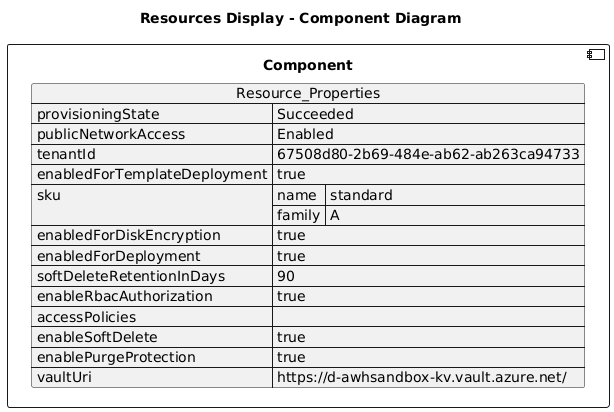 Resources Display - Component Diagram
Component
Resource_Properties
provisioningState Succeeded
publicNetworkAccess Enabled
tenantId 67508d80-2b69-484e-ab62-ab263ca94733
enabledForTemplateDeployment true
sku name standard
family A
enabledForDiskEncryption true
enabledForDeployment true
softDeleteRetentionInDays 90
enableRbacAuthorization true
accessPolicies
enableSoftDelete true
enablePurgeProtection true
vaultUri https://d-awhsandbox-kv.vault.azure.net/